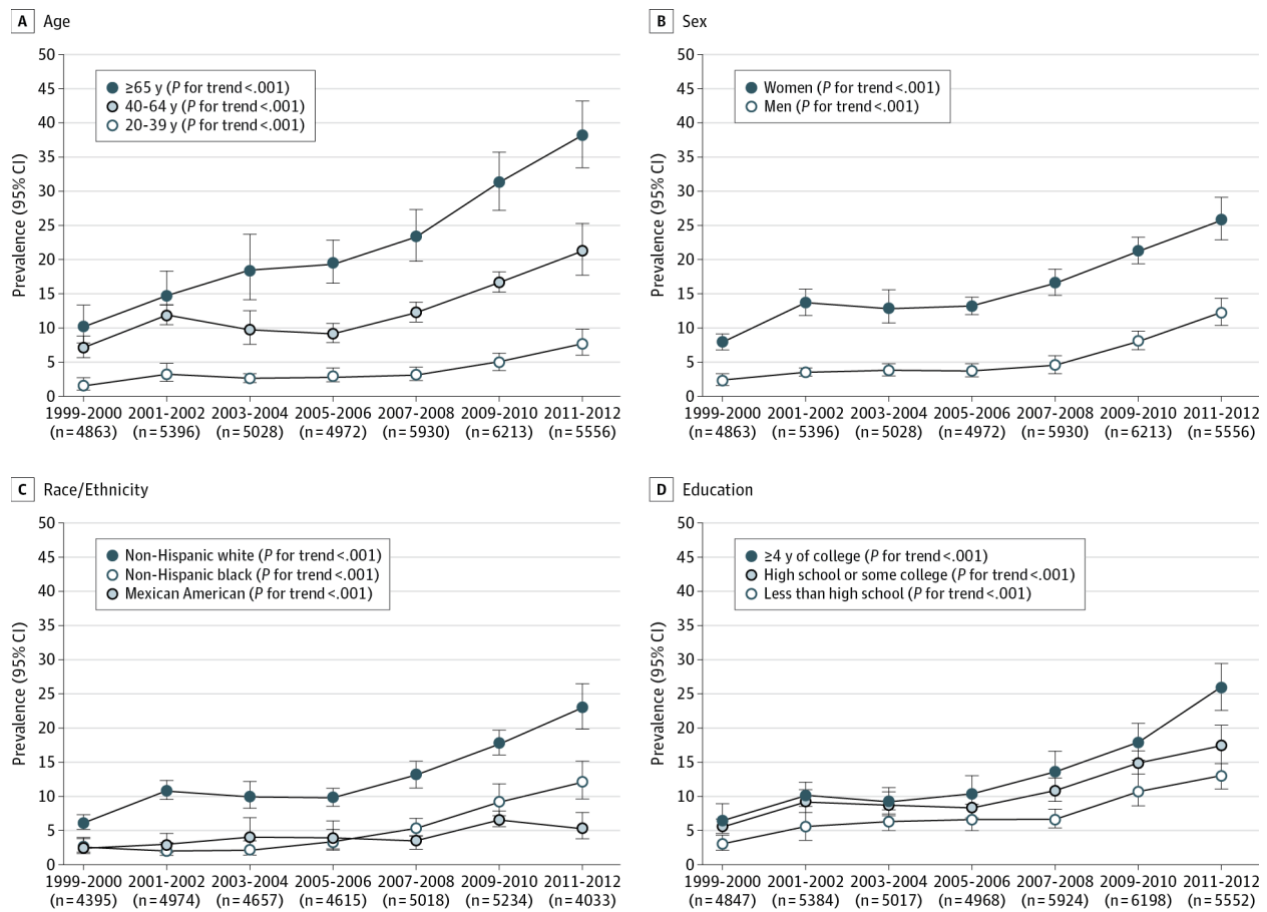 A Age
Prevalence (95% CI)
50
45
40
35
30
25
20
15
10
5
0
≥65 y (P for trend <.001)
40-64 y (P for trend <.001)
20-39 y (P for trend <.001)
1999-2000 2001-2002 2003-2004 2005-2006 2007-2008 2009-2010 2011-2012
(n=4863) (n=5396) (n=5028) (n=4972) (n=5930) (n=6213) (n=5556)
B Sex
Prevalence (95% CI)
50
45
40
35
30
25
20
15
10
5
0
Women (P for trend <.001)
Men (P for trend <.001)
1999-2000 2001-2002 2003-2004 2005-2006 2007-2008 2009-2010 2011-2012
(n=4863) (n=5396) (n=5028) (n=4972) (n=5930) (n=6213) (n=5556)
C Race/Ethnicity
Prevalence (95% CI)
50
45
40
35
30
25
20
15
10
5
0
Non-Hispanic white (P for trend <.001)
Non-Hispanic black (P for trend <.001)
Mexican American (P for trend <.001)
1999-2000 2001-2002 2003-2004 2005-2006 2007-2008 2009-2010 2011-2012
(n=4395) (n=4974) (n=4657) (n=4615) (n=5018) (n=5234) (n=4033)
D Education
Prevalence (95% CI)
50
45
40
35
30
25
20
15
10
5
0
≥4 y of college (P for trend <.001)
High school or some college (P for trend <.001)
Less than high school (P for trend <.001)
1999-2000 2001-2002 2003-2004 2005-2006 2007-2008 2009-2010 2011-2012
(n=4847) (n=5384) (n=5017) (n=4968) (n=5924) (n=6198) (n=5552)